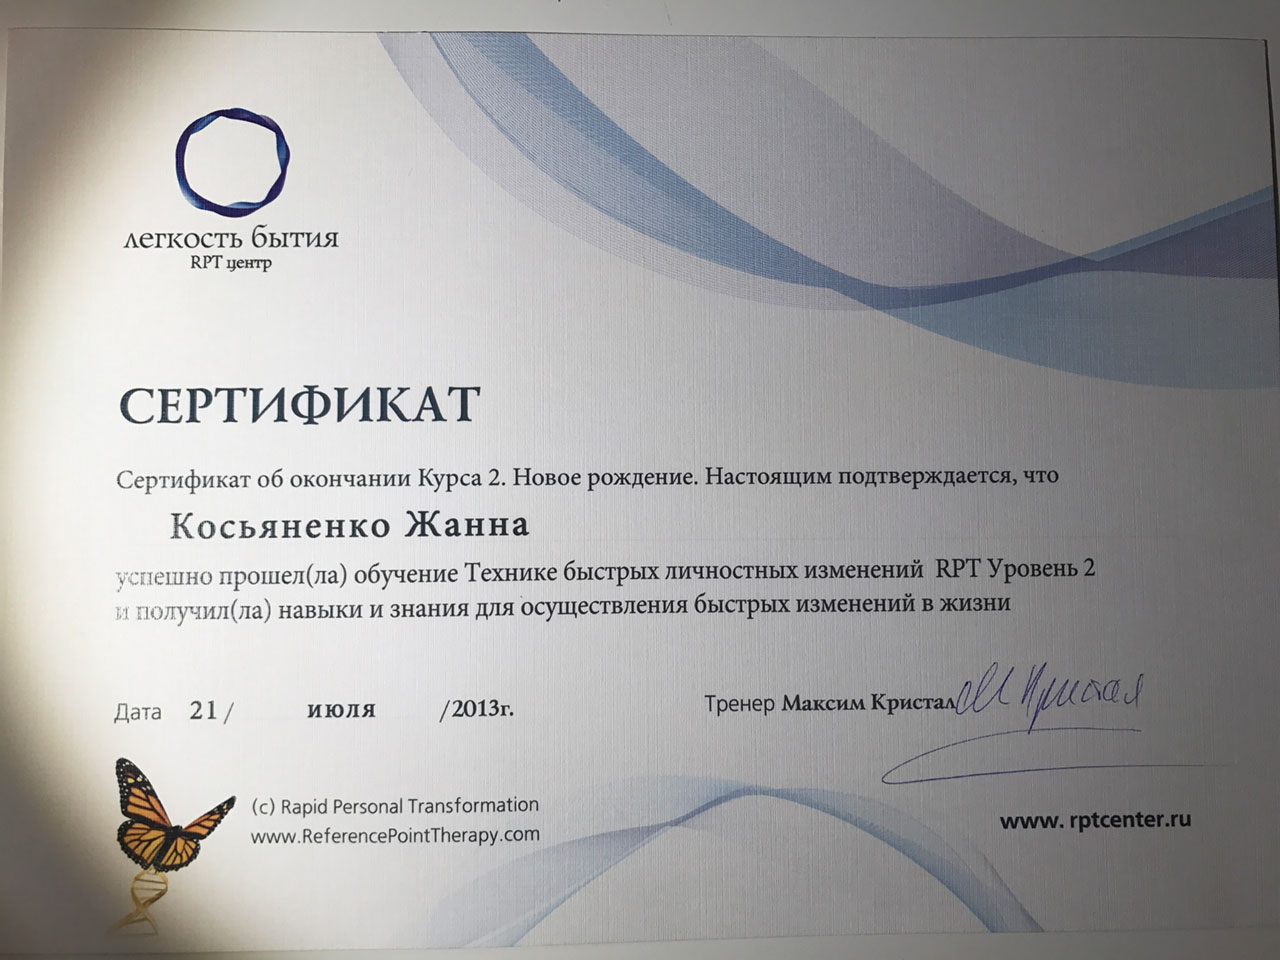 легкость бытия
RPT центр
СЕРТИФИКАТ
Сертификат об окончании Курса 2. Новое рождение. Настоящим подтверждается, что
Косьяненко Жанна
успешно прошел(ла) обучение Технике быстрых личностных изменений RPT Уровень 2
и получил(ла) навыки и знания для осуществления быстрых изменений в жизни
Дата 21 / июля /2013г.
Тренер Максим Кристал М Кристал
(c) Rapid Personal Transformation
www.ReferencePointTherapy.com
www. rptcenter.ru